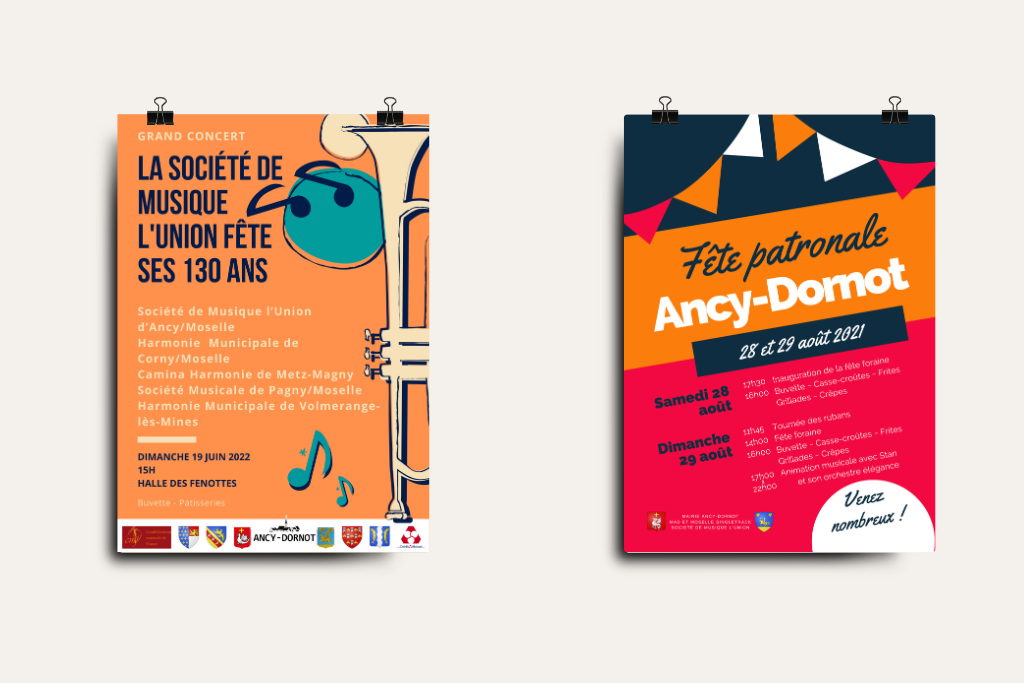 GRAND CONCERT
LA SOCIÉTÉ DE
MUSIQUE
L'UNION FÊTE
SES 130 ANS
Société de Musique l'Union
d'Ancy/Moselle
Harmonie Municipale de
Corny/Moselle
Camina Harmonie de Metz-Magny
Société Musicale de Pagny/Moselle
Harmonie Municipale de Volmerange-
lès-Mines
DIMANCHE 19 JUIN 2022
15H
HALLE DES FENOTTES
Buvette - Patisseries
ANCY-DORNOT
Fête patronale
Ancy-Dornot
28 et 29 août 2021
Samedi 28
août
17h30 Inauguration de la fête foraine
16h00 Buvette - Casse-croûtes - Frites
Grillades - Crêpes
Dimanche
29 août
11h45 Tournée des rubans
14h00 Fête foraine
16h00 Buvette - Casse-croûtes - Frites
Grillades - Crêpes
17h00 Animation musicale avec Stan
22h00 et son orchestre élégance
MAIRIE ANCY-DORNOT
MAD ET MOSELLE SINGLETRACK
SOCIÉTÉ DE MUSIQUE L'UNION
Venez
nombreux !